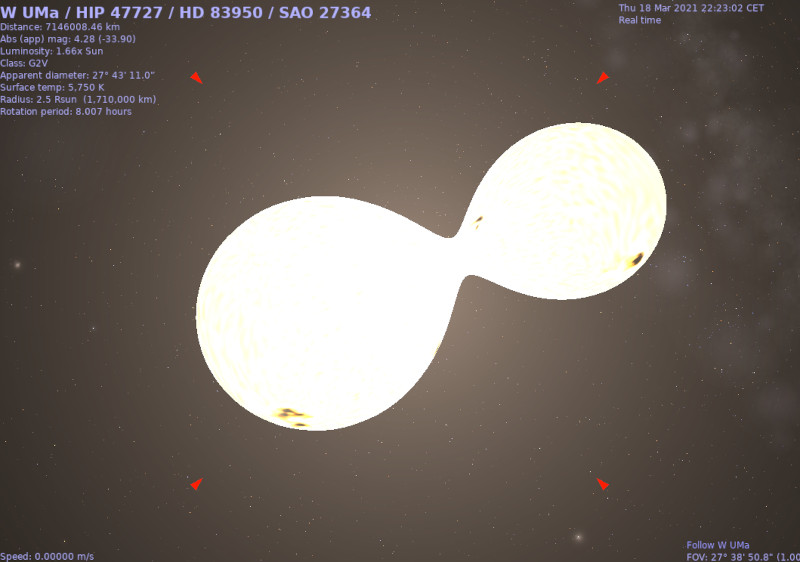 W UMa / HIP 47727 / HD 83950 / SAO 27364
Distance: 7146008.46 km
Abs (app) mag: 4.28 (-33.90)
Luminosity: 1.66x Sun
Class: G2V
Apparent diameter: 27° 43' 11.0"
Surface temp: 5,750 K
Radius: 2.5 Rsun (1,710,000 km)
Rotation period: 8.007 hours
Thu 18 Mar 2021 22:23:02 CET
Real time
Speed: 0.00000 m/s
Follow W UMa
FOV: 27° 38' 50.8" (1.00